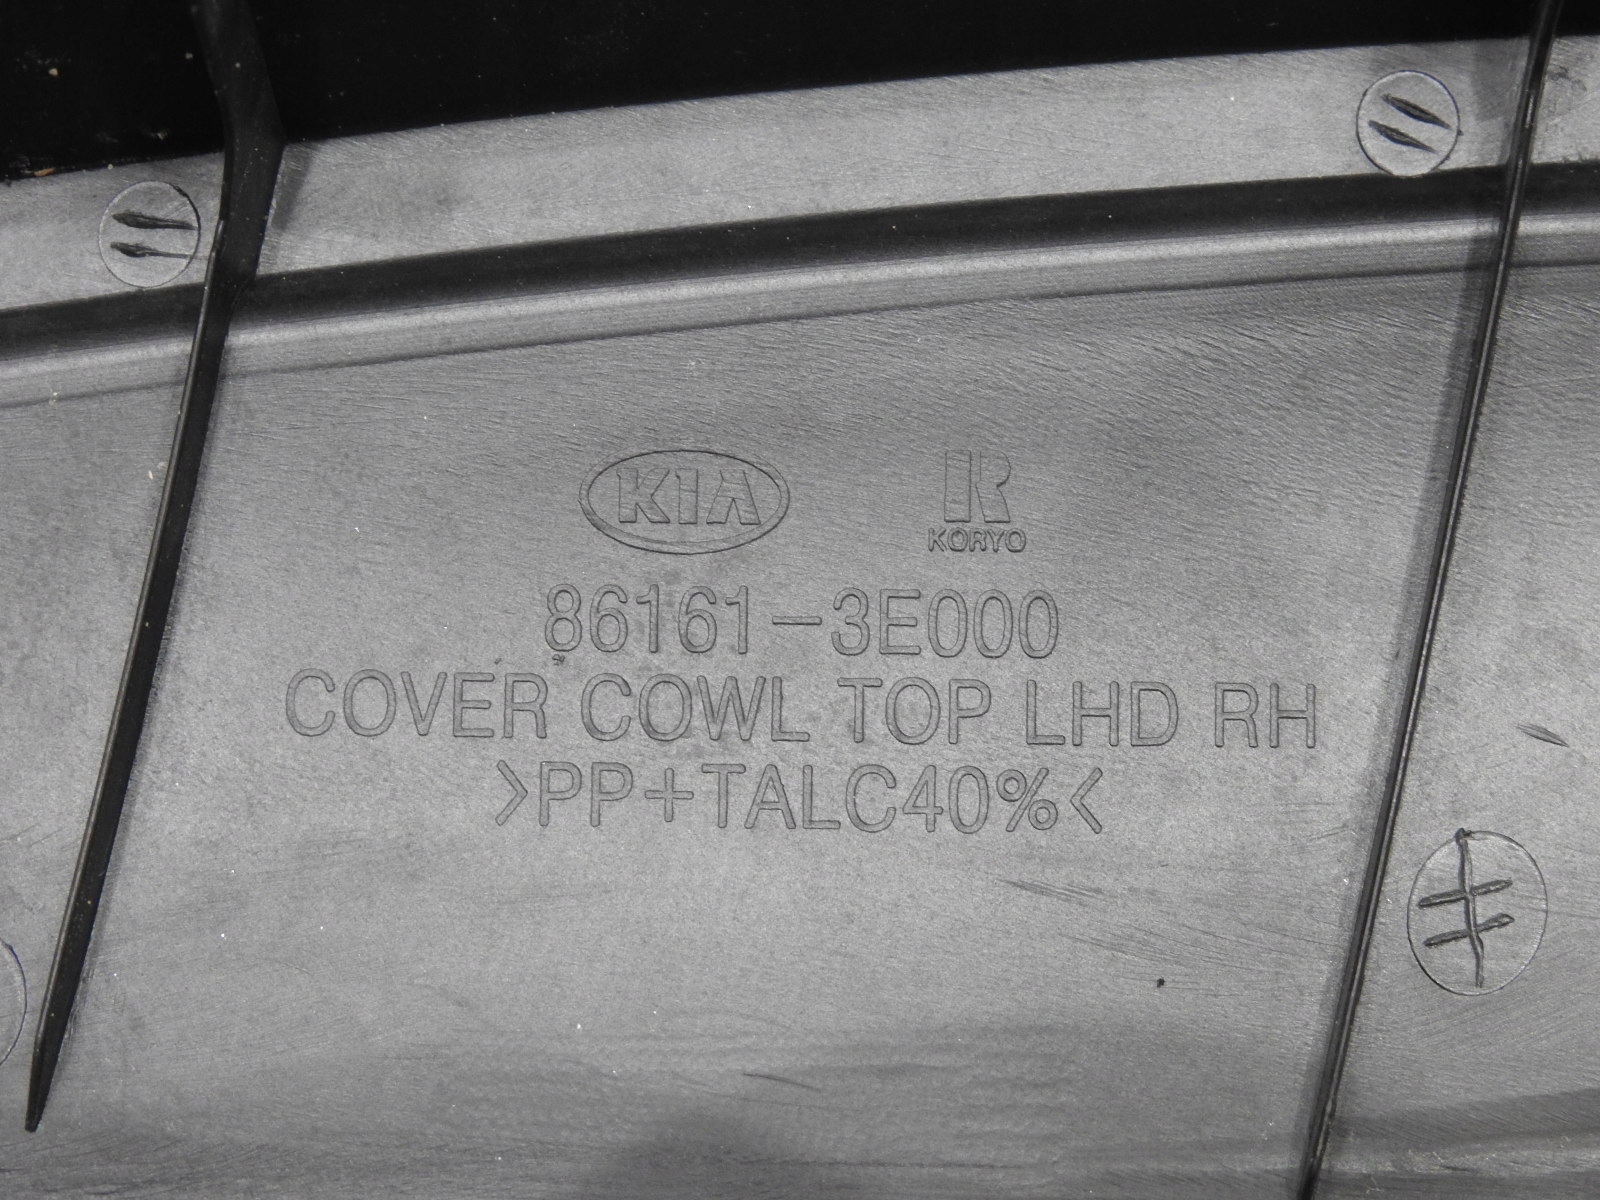 KIA R
KORYO
86161-3E000
COVER COWL TOP LHD RH
>PP+TALC40%<